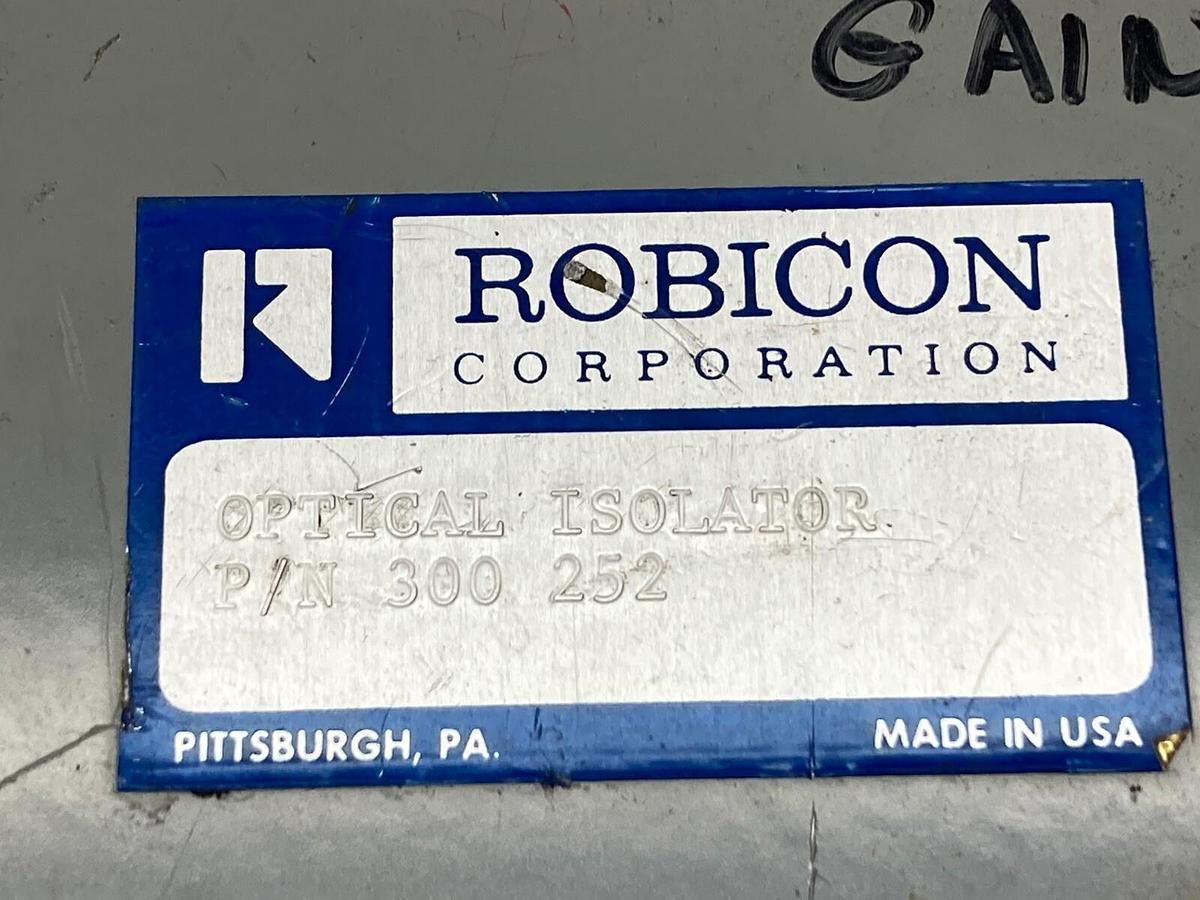 GAIN
ROBICON
CORPORATION
OPTICAL ISOLATOR
P/N 300 252
PITTSBURGH, PA.
MADE IN USA